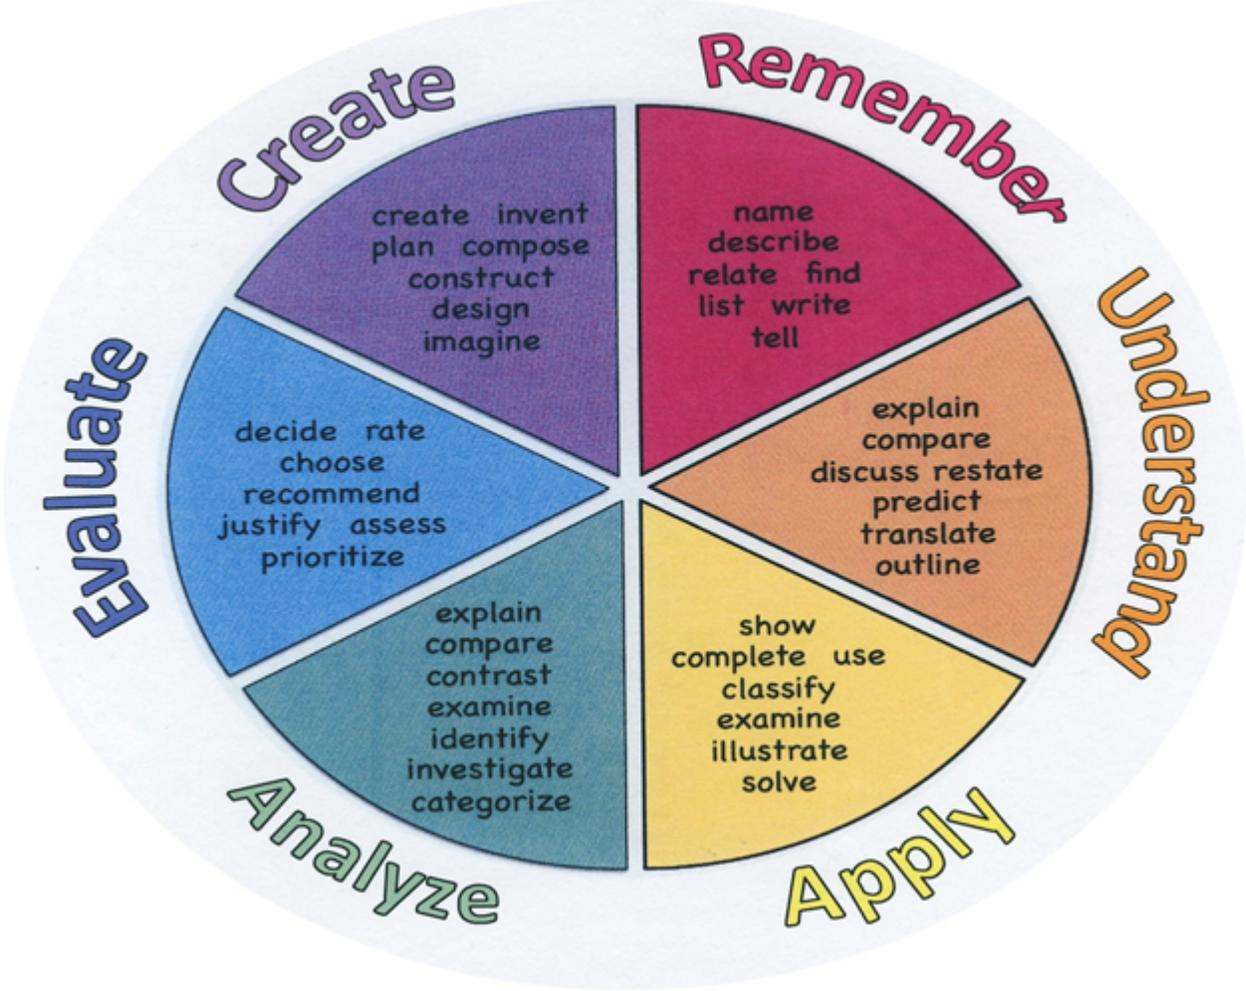 Remember
name
describe
relate find
list write
tell
Understand
explain
compare
discuss restate
predict
translate
outline
Apply
show
complete use
classify
examine
illustrate
solve
Analyze
explain
compare
contrast
examine
identify
investigate
categorize
Evaluate
decide rate
choose
recommend
justify assess
prioritize
Create
create invent
plan compose
construct
design
imagine